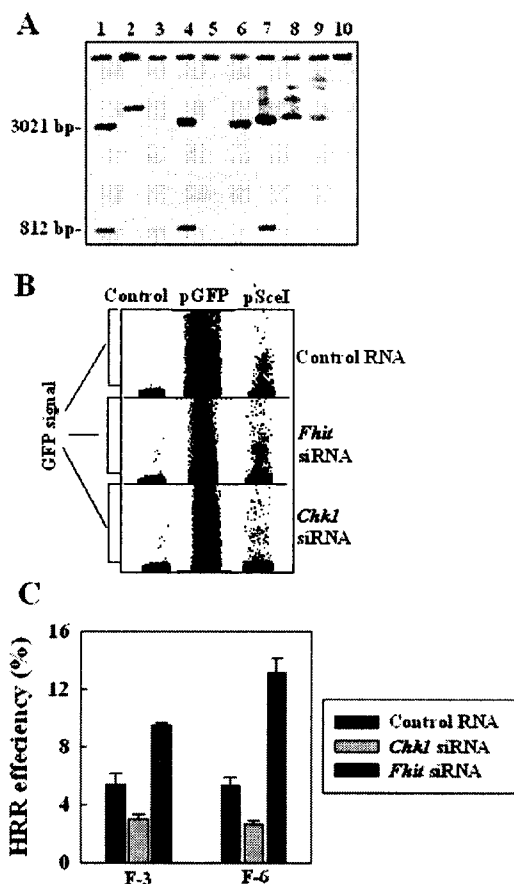 A
1 2 3 4 5 6 7 8 9 10
3021 bp-
812 bp-
B
Control pGFP pSceI
GFP signal
Control RNA
Fhit
siRNA
Chk1
siRNA
C
HRR effeciency (%)
16
12
8
4
0
F-3 F-6
Control RNA
Chk1 siRNA
Fhit siRNA